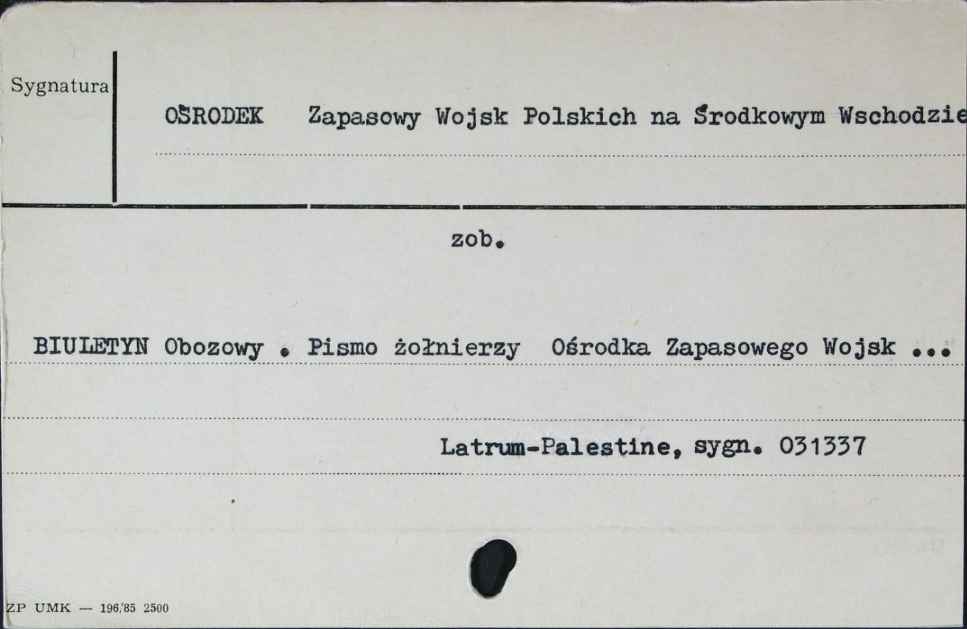 Sygnatura
OŚRODEK Zapasowy Wojsk Polskich na Środkowym Wschodzie
zob.
BIULETYN Obozowy . Pismo żołnierzy Ośrodka Zapasowego Wojsk ...
Latrum-Palestine, sygn. 031337
ZP UMK — 196/85 2500